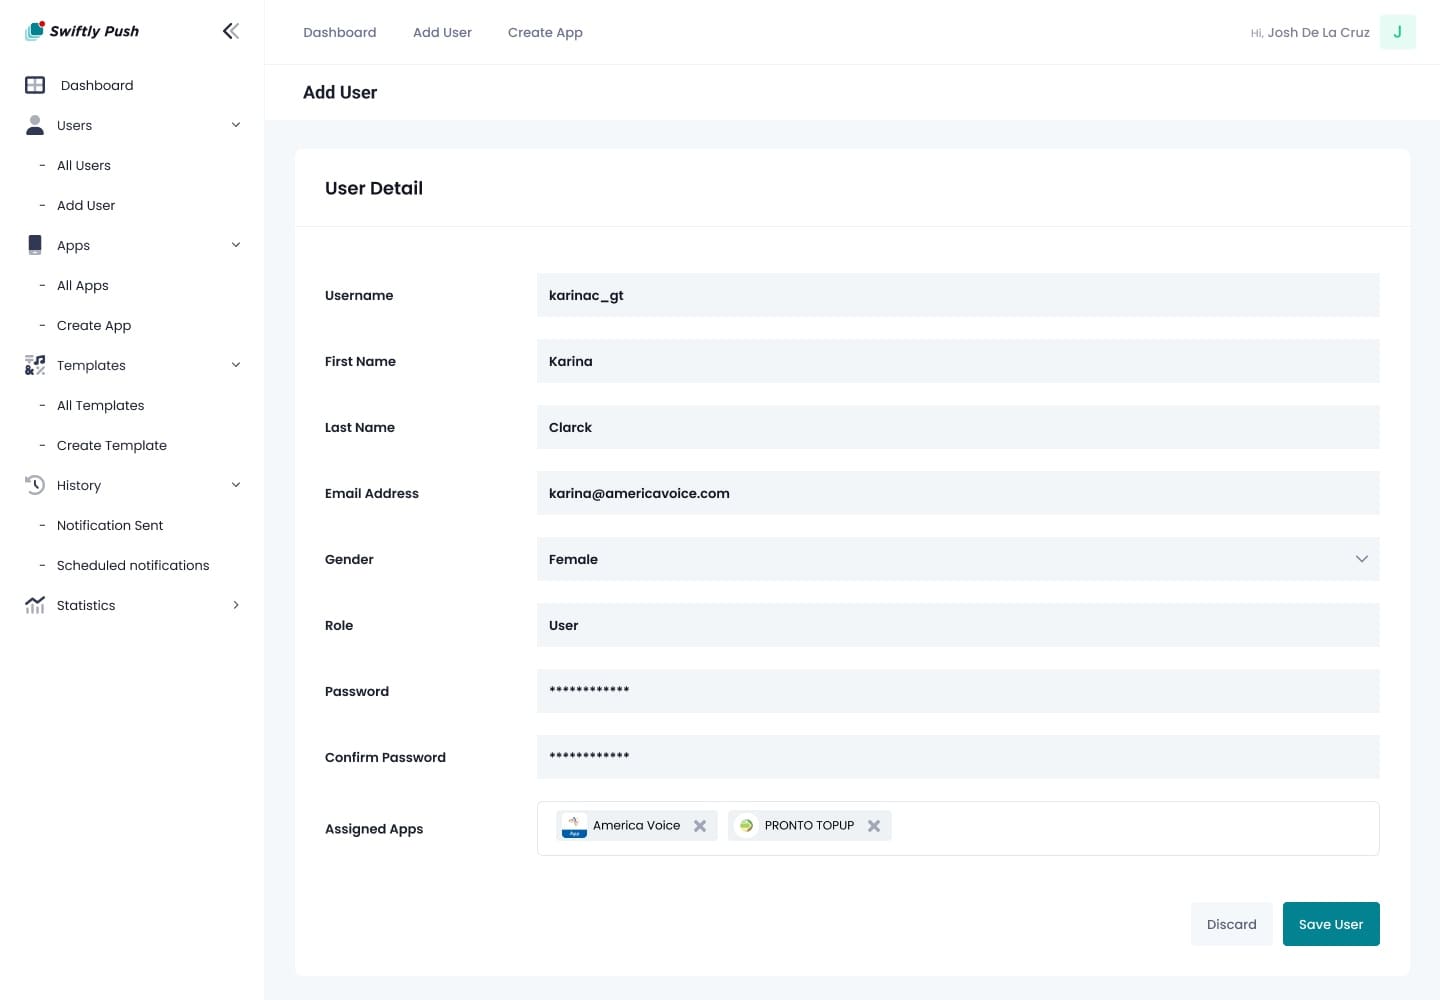 Swiftly Push
Dashboard
Users
- All Users
- Add User
Apps
- All Apps
- Create App
Templates
- All Templates
- Create Template
History
- Notification Sent
- Scheduled notifications
Statistics
Dashboard Add User Create App
Hi, Josh De La Cruz J
Add User
User Detail
Username karinac_gt
First Name Karina
Last Name Clarck
Email Address karina@americavoice.com
Gender Female
Role User
Password ************
Confirm Password ************
Assigned Apps America Voice PRONTO TOPUP
App
Discard Save User